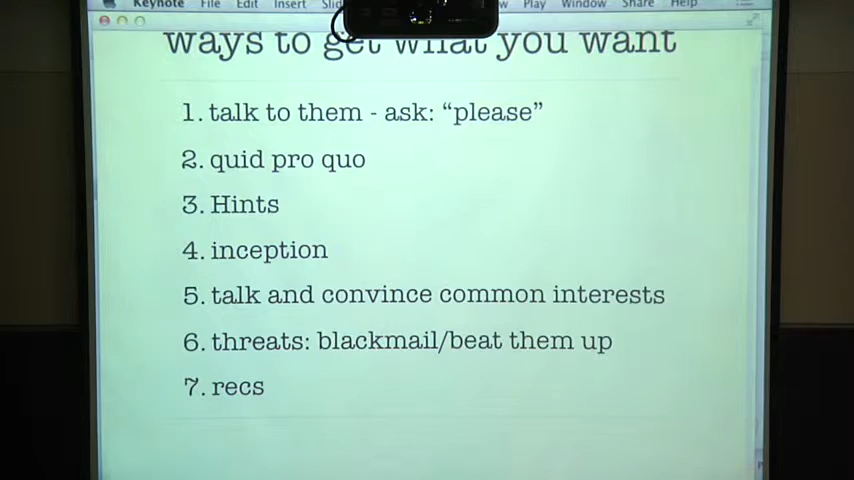 Keynote File Edit Insert Play Window Share Help
ways to get what you want
1. talk to them - ask: “please”
2. quid pro quo
3. Hints
4. inception
5. talk and convince common interests
6. threats: blackmail/beat them up
7. recs